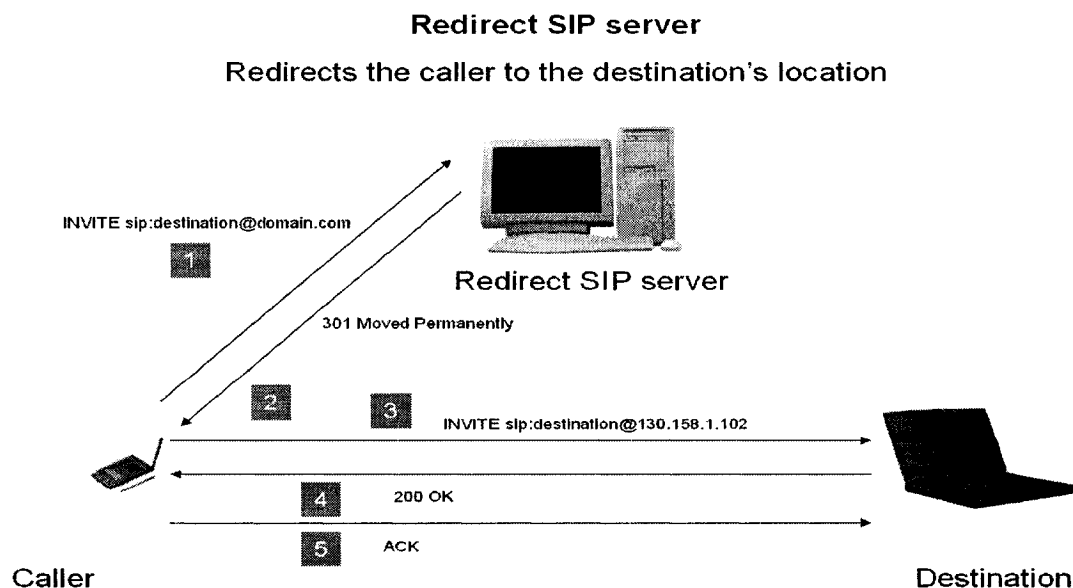 Redirect SIP server
Redirects the caller to the destination's location
INVITE sip:destination@domain.com
1
Redirect SIP server
301 Moved Permanently
2
3
INVITE sip:destination@130.158.1.102
4
200 OK
5
ACK
Caller
Destination